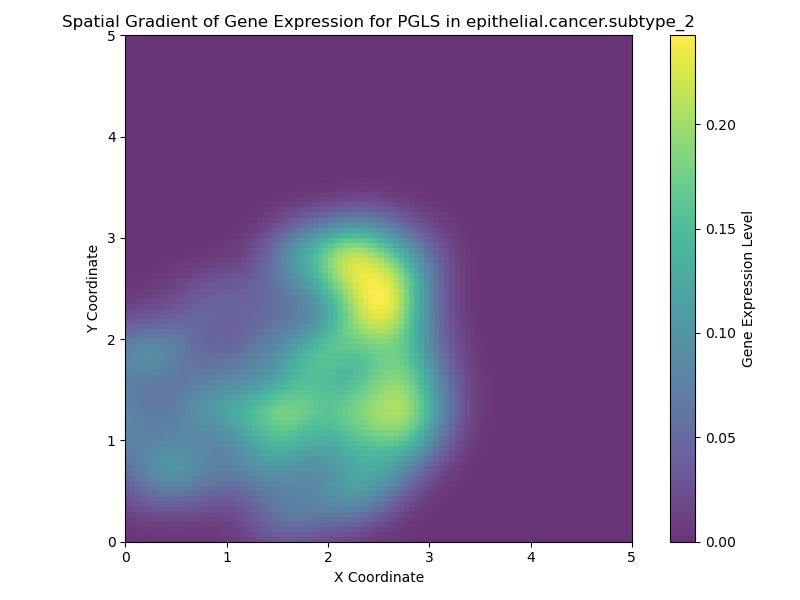 Spatial Gradient of Gene Expression for PGLS in epithelial.cancer.subtype_2
5
4
3
2
1
0
0 1 2 3 4 5
X Coordinate
Y Coordinate
0.20
0.15
0.10
0.05
0.00
Gene Expression Level